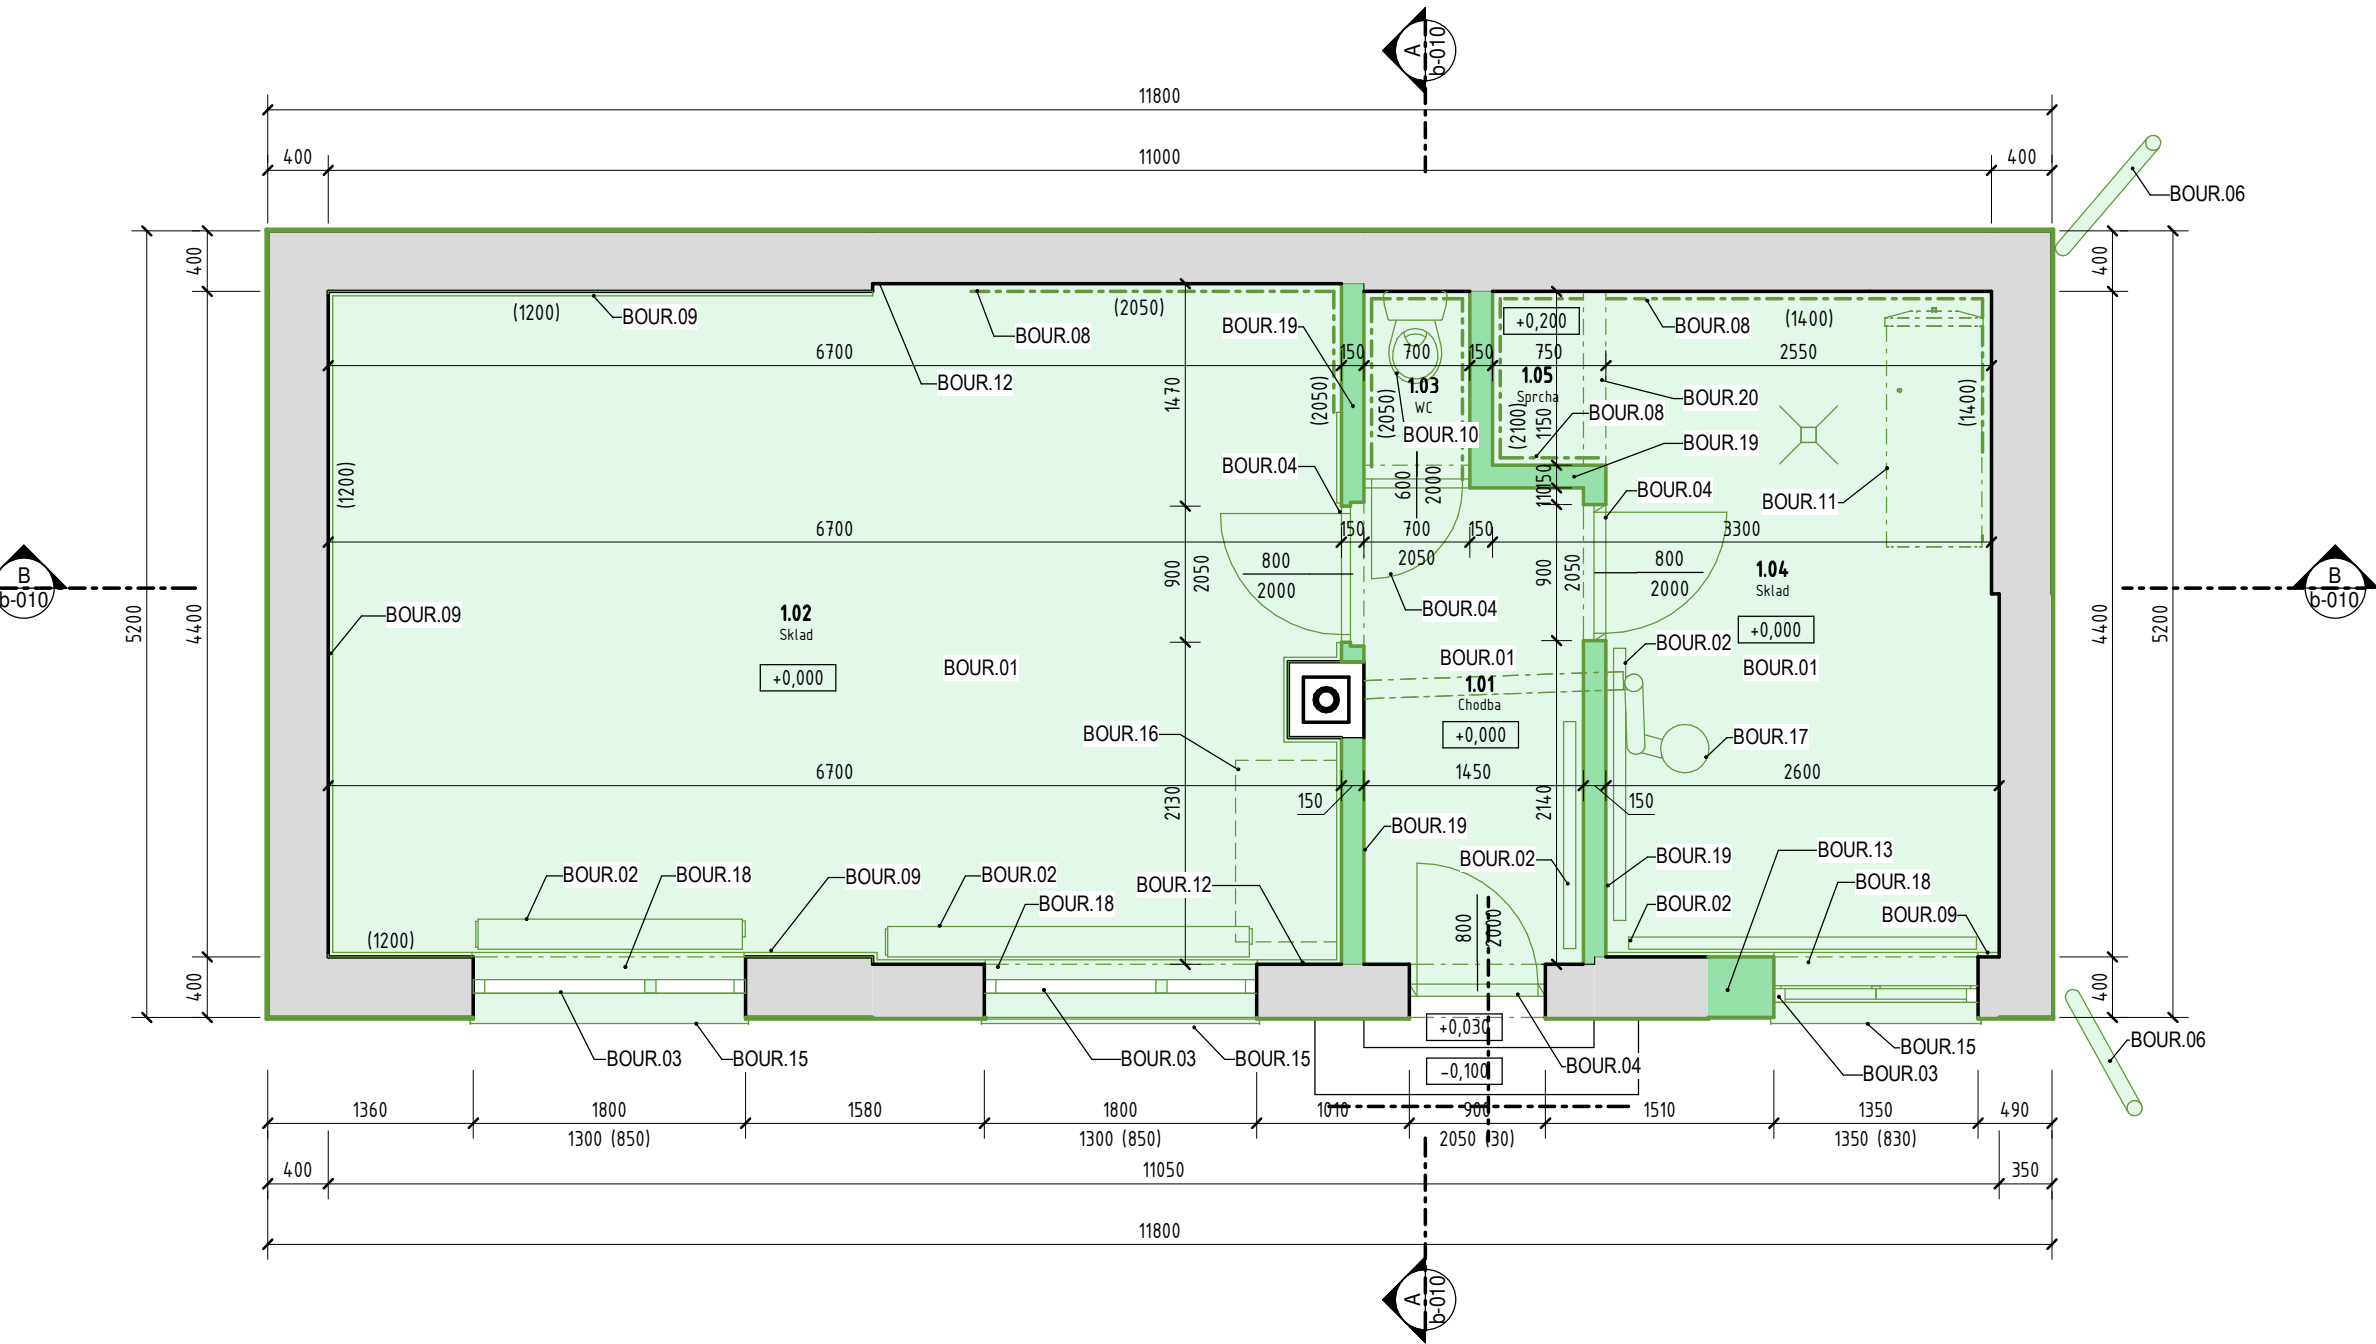 A
b-010
11800
400
11000
400
BOUR.06
400
400
(1200)
BOUR.09
(2050)
BOUR.08
BOUR.19
+0,200
BOUR.08
(1400)
6700
150
700
150
750
2550
BOUR.12
1470
(2050)
(2050)
1.03
WC
1.05
Sprcha
BOUR.20
(1400)
(2100)
1150
BOUR.08
BOUR.10
BOUR.19
(1200)
BOUR.04
600
2000
150
110
BOUR.04
BOUR.11
6700
150
700
150
3300
2050
B
b-010
800
2000
900
2050
900
2050
800
2000
1.04
Sklad
B
b-010
5200
4400
BOUR.09
1.02
Sklad
BOUR.04
+0,000
4400
5200
BOUR.02
BOUR.01
BOUR.01
BOUR.01
+0,000
1.01
Chodba
+0,000
BOUR.16
BOUR.17
6700
1450
2600
2130
150
2140
150
BOUR.19
BOUR.13
BOUR.02
BOUR.19
BOUR.02
BOUR.18
BOUR.09
BOUR.02
BOUR.12
BOUR.18
BOUR.18
BOUR.02
BOUR.09
(1200)
800
2000
400
400
+0,030
BOUR.03
BOUR.15
BOUR.03
BOUR.15
BOUR.04
BOUR.15
BOUR.06
−0,100
BOUR.03
1360
1800
1580
1800
1010
900
1510
1350
490
1300 (850)
1300 (850)
2050 (30)
1350 (830)
400
11050
350
11800
A
b-010